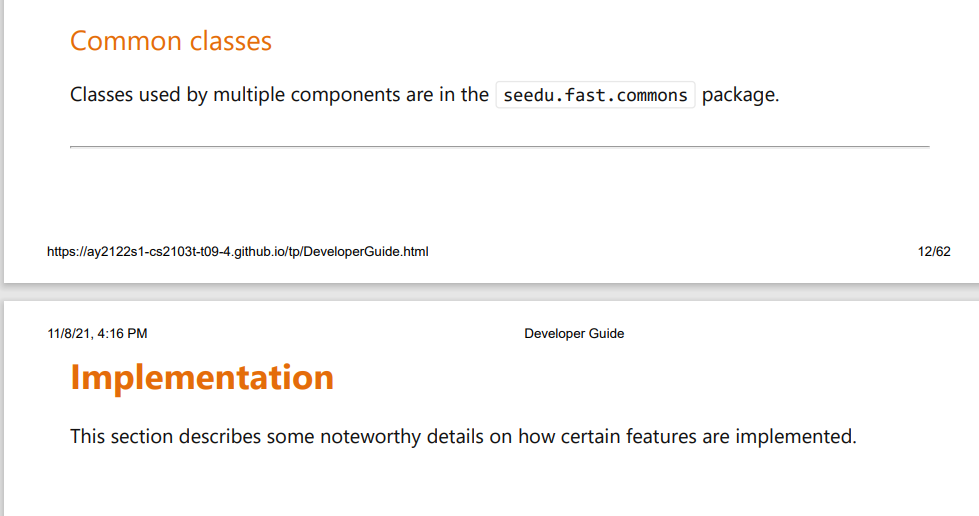 Common classes
Classes used by multiple components are in the seedu.fast.commons package.
https://ay2122s1-cs2103t-t09-4.github.io/tp/DeveloperGuide.html 12/62
11/8/21, 4:16 PM Developer Guide
Implementation
This section describes some noteworthy details on how certain features are implemented.